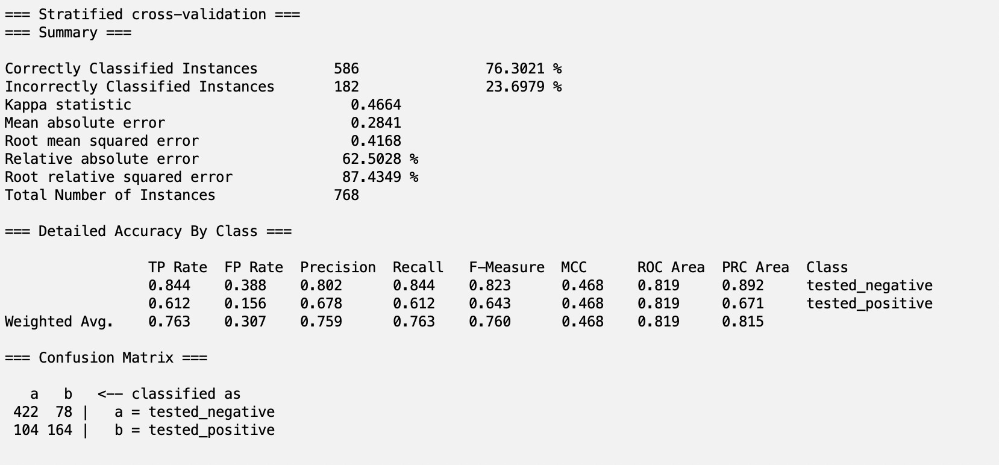 === Stratified cross-validation ===
=== Summary ===
Correctly Classified Instances 586 76.3021 %
Incorrectly Classified Instances 182 23.6979 %
Kappa statistic 0.4664
Mean absolute error 0.2841
Root mean squared error 0.4168
Relative absolute error 62.5028 %
Root relative squared error 87.4349 %
Total Number of Instances 768
=== Detailed Accuracy By Class ===
TP Rate FP Rate Precision Recall F-Measure MCC ROC Area PRC Area Class
0.844 0.388 0.802 0.844 0.823 0.468 0.819 0.892 tested_negative
0.612 0.156 0.678 0.612 0.643 0.468 0.819 0.671 tested_positive
Weighted Avg. 0.763 0.307 0.759 0.763 0.760 0.468 0.819 0.815
=== Confusion Matrix ===
a b <-- classified as
422 78 | a = tested_negative
104 164 | b = tested_positive